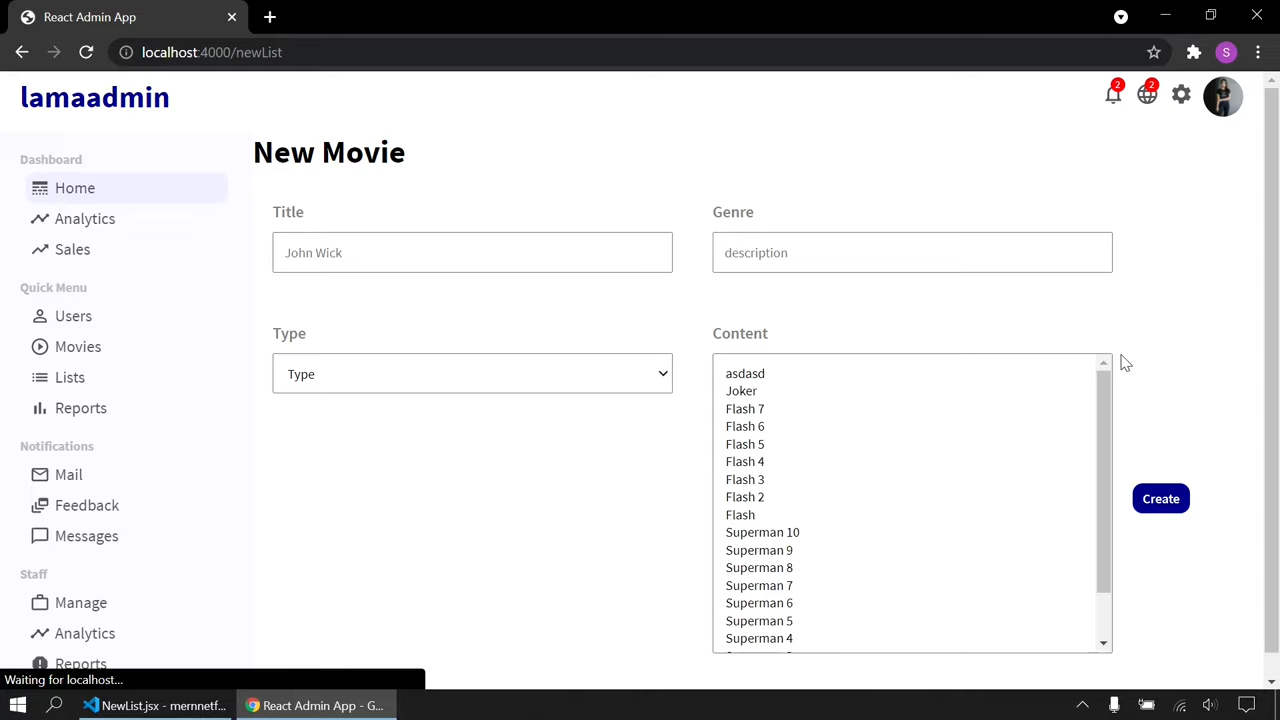 React Admin App
localhost:4000/newList
S
lamaadmin
2
2
New Movie
Dashboard
Home
Analytics
Sales
Quick Menu
Users
Movies
Lists
Reports
Notifications
Mail
Feedback
Messages
Staff
Manage
Analytics
Reports
Title
John Wick
Genre
description
Type
Type
Content
asdasd
Joker
Flash 7
Flash 6
Flash 5
Flash 4
Flash 3
Flash 2
Flash
Superman 10
Superman 9
Superman 8
Superman 7
Superman 6
Superman 5
Superman 4
Create
Waiting for localhost...
NewList.jsx - mernnetf...
React Admin App - G...